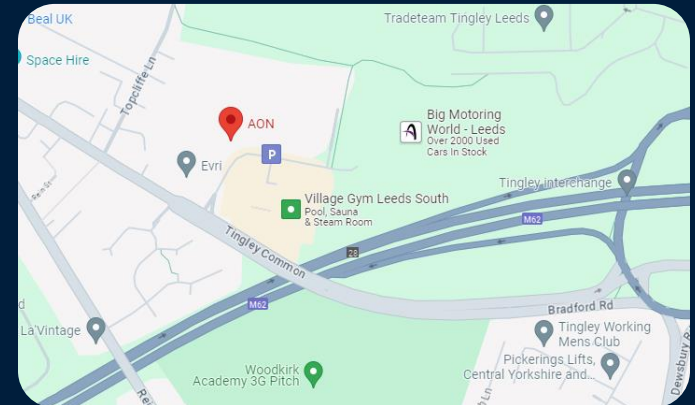 Beal UK
Tradeteam Tingley Leeds
Space Hire
Topcliffe Ln
AON
Big Motoring
World - Leeds
Over 2000 Used
Cars In Stock
P
Evri
Tingley interchange
Rein St
Village Gym Leeds South
Pool, Sauna
& Steam Room
M62
Tingley Common
28
M62
Bradford Rd
La'Vintage
Tingley Working
Mens Club
Pickerings Lifts,
Central Yorkshire and...
Woodkirk
Academy 3G Pitch
Dewsbury R